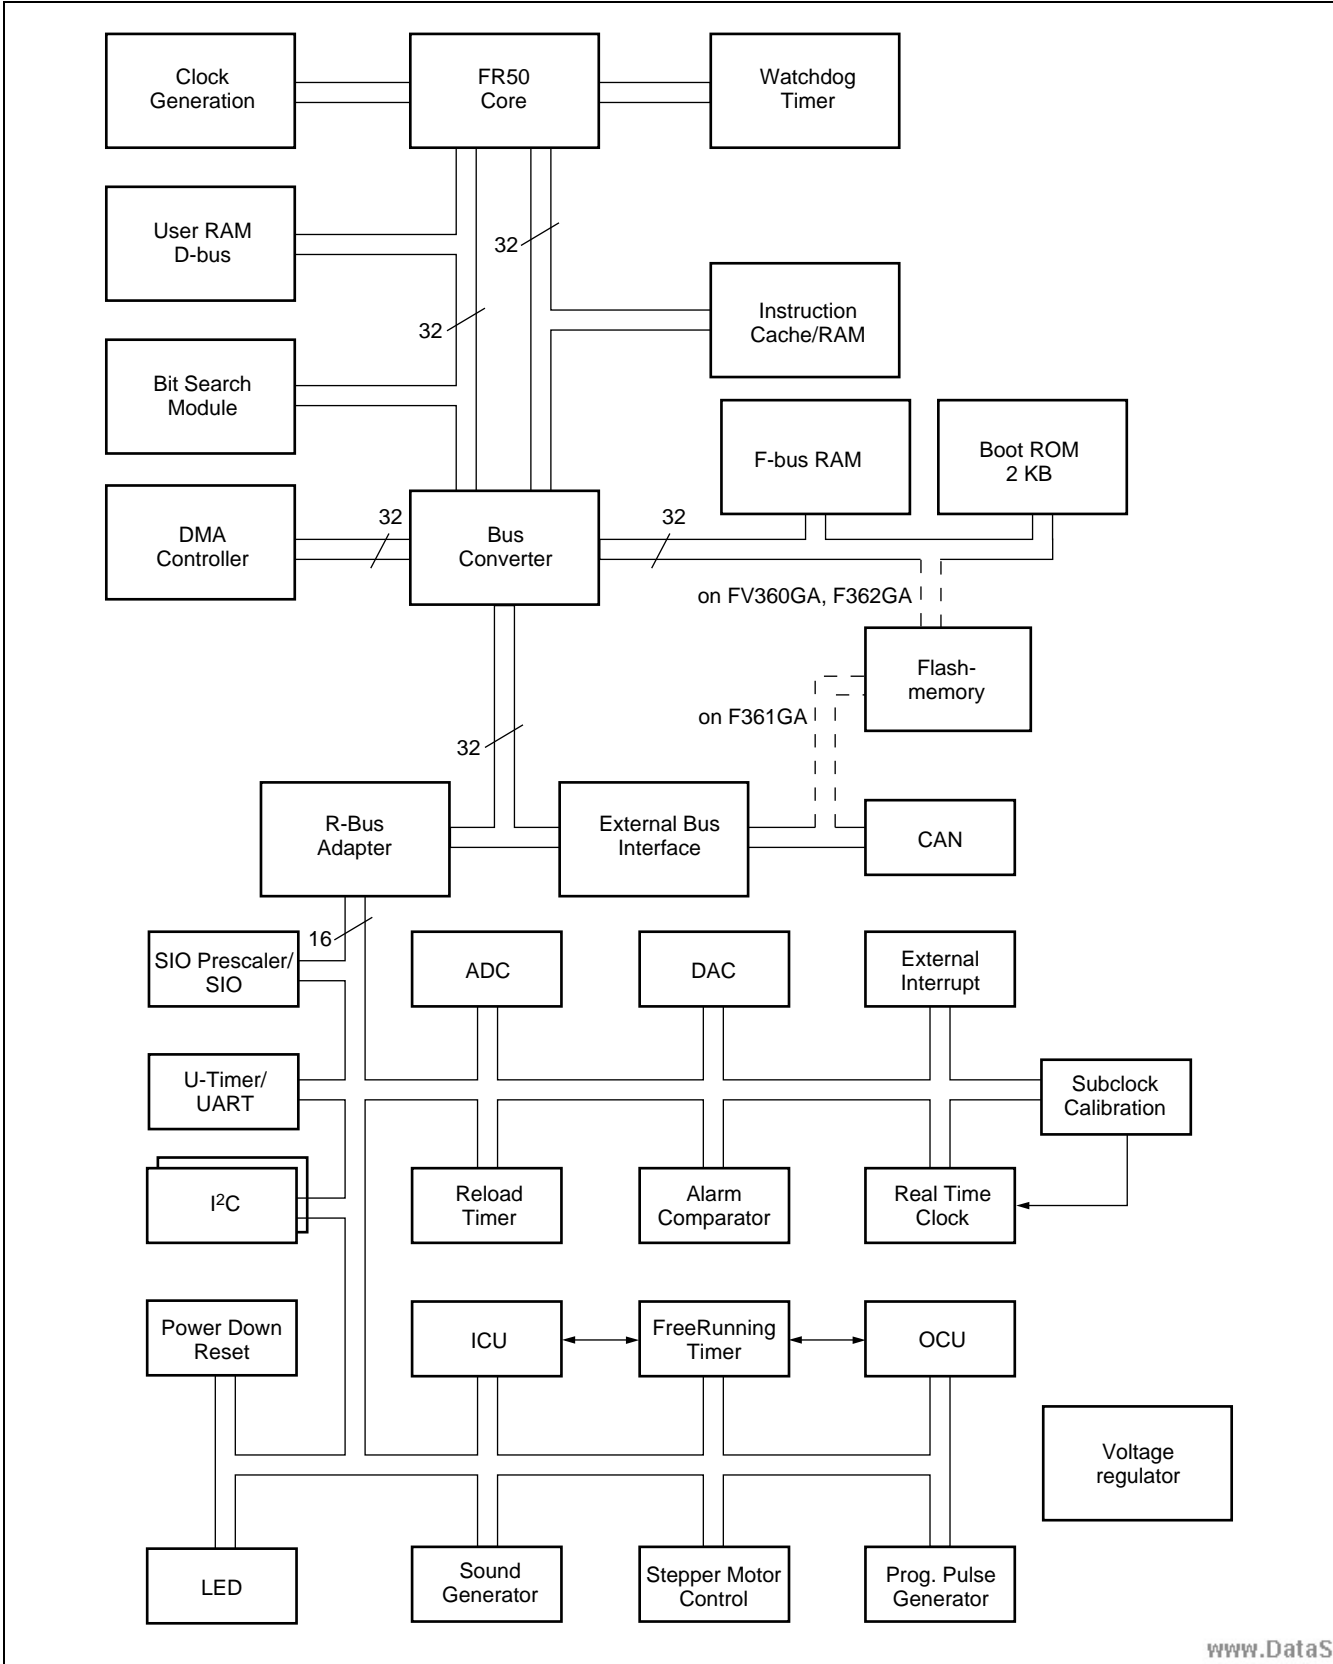 Clock
Generation
FR50
Core
Watchdog
Timer
User RAM
D-bus
32
32
Instruction
Cache/RAM
Bit Search
Module
F-bus RAM
Boot ROM
2 KB
DMA
Controller
32
Bus
Converter
32
on FV360GA, F362GA
Flash-
memory
on F361GA
32
R-Bus
Adapter
External Bus
Interface
CAN
16
SIO Prescaler/
SIO
ADC
DAC
External
Interrupt
U-Timer/
UART
Subclock
Calibration
I²C
Reload
Timer
Alarm
Comparator
Real Time
Clock
Power Down
Reset
ICU
FreeRunning
Timer
OCU
Voltage
regulator
LED
Sound
Generator
Stepper Motor
Control
Prog. Pulse
Generator
www.DataS